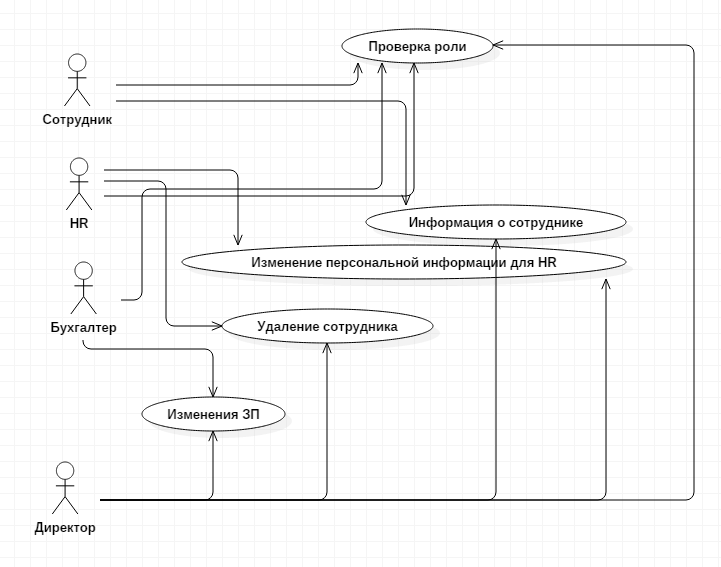 Проверка роли
Сотрудник
HR
Информация о сотруднике
Изменение персональной информации для HR
Бухгалтер
Удаление сотрудника
Изменения ЗП
Директор